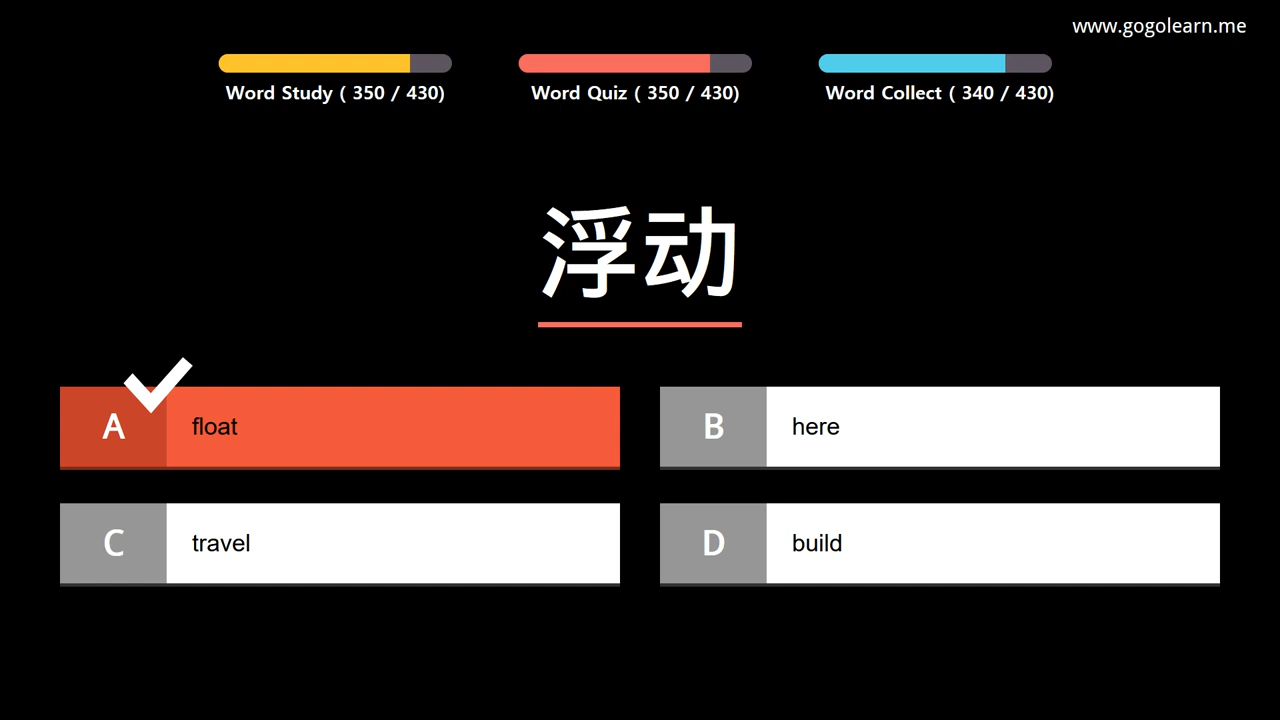 www.gogolearn.me
Word Study ( 350 / 430)
Word Quiz ( 350 / 430)
Word Collect ( 340 / 430)
浮动
A float
B here
C travel
D build